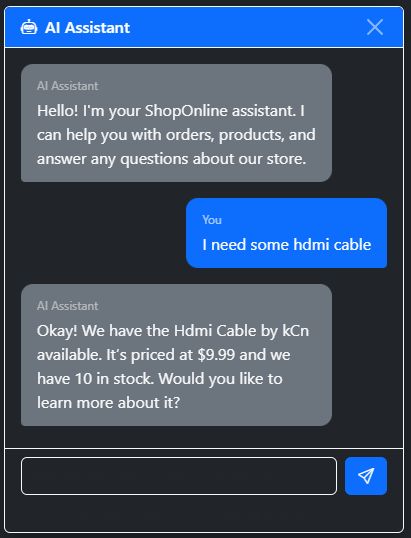 AI Assistant
AI Assistant
Hello! I'm your ShopOnline assistant. I
can help you with orders, products, and
answer any questions about our store.
You
I need some hdmi cable
AI Assistant
Okay! We have the Hdmi Cable by kCn
available. It's priced at $9.99 and we
have 10 in stock. Would you like to
learn more about it?